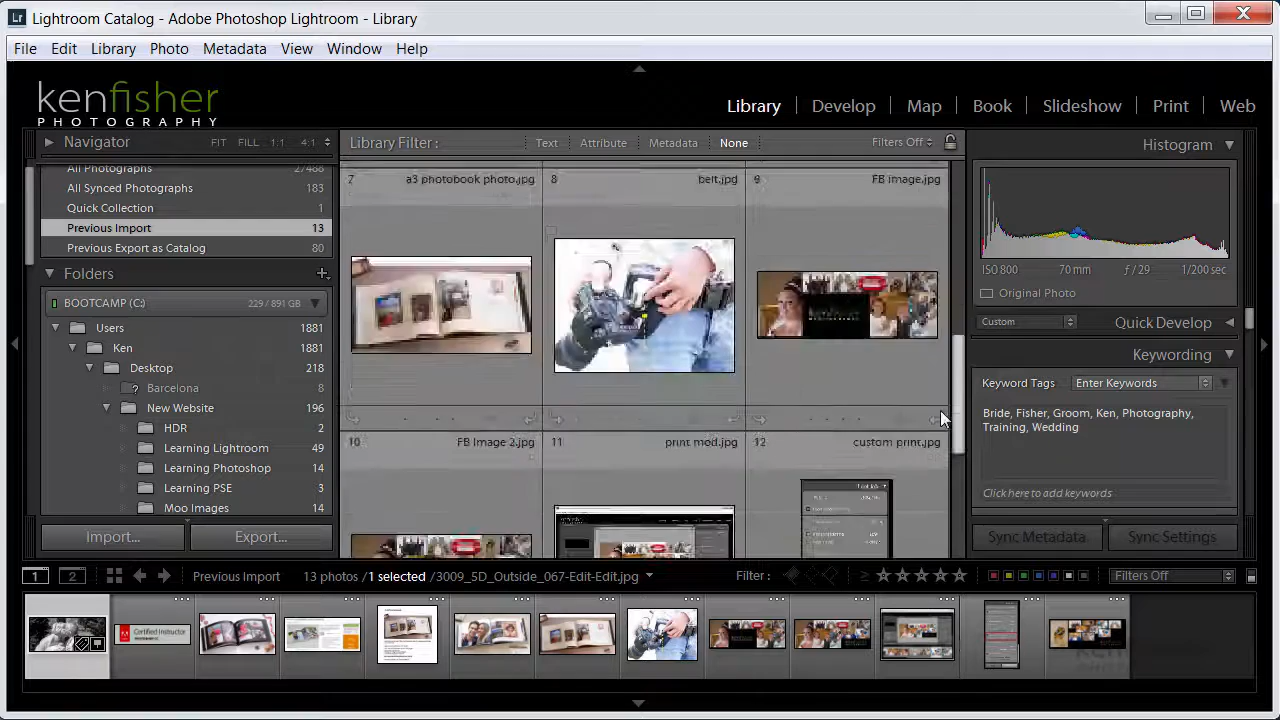 Lightroom Catalog - Adobe Photoshop Lightroom - Library
File Edit Library Photo Metadata View Window Help
kenfisher
PHOTOGRAPHY
Library Develop Map Book Slideshow Print Web
Navigator FIT FILL 1:1 4:1
All Photographs 27486
All Synced Photographs 183
Quick Collection 1
Previous Import 13
Previous Export as Catalog 80
Folders
BOOTCAMP (C:) 229 / 891 GB
Users 1881
Ken 1881
Desktop 218
Barcelona 8
New Website 196
HDR 2
Learning Lightroom 49
Learning Photoshop 14
Learning PSE 3
Moo Images 14
Import... Export...
Library Filter : Text Attribute Metadata None Filters Off
7 a3 photobook photo.jpg 8 belt.jpg 9 FB image.jpg
10 FB Image 2.jpg 11 print mod.jpg 12 custom print.jpg
Histogram
ISO 800 70 mm ƒ / 29 1/200 sec
Original Photo
Custom Quick Develop
Keywording
Keyword Tags Enter Keywords
Bride, Fisher, Groom, Ken, Photography,
Training, Wedding
Click here to add keywords
Sync Metadata Sync Settings
1 2 Previous Import 13 photos / 1 selected / 3009_5D_Outside_067-Edit-Edit.jpg Filter : Filters Off
Certified Instructor